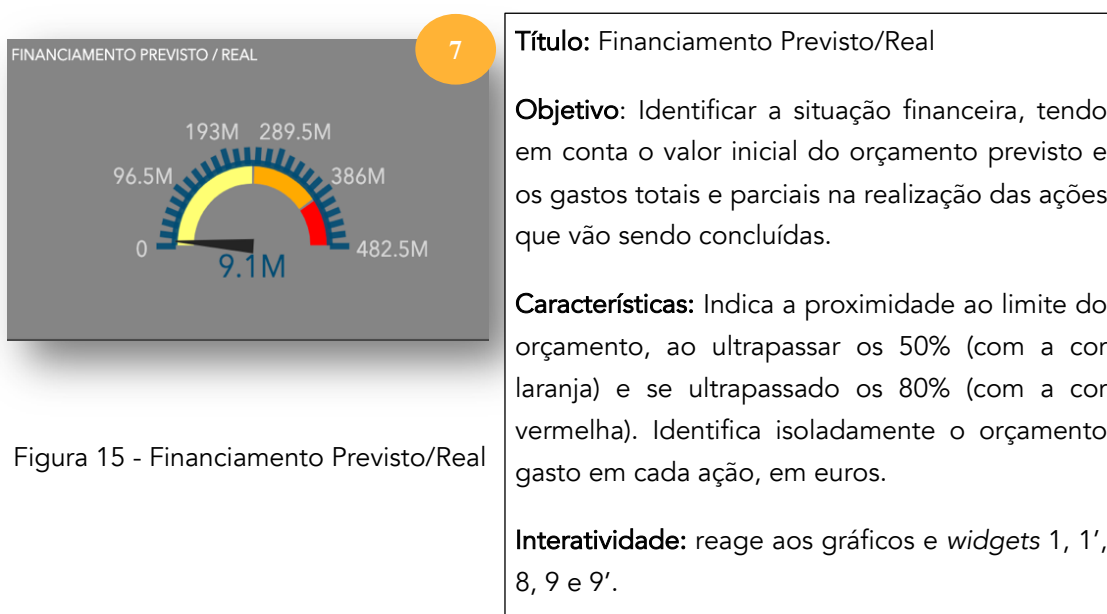 FINANCIAMENTO PREVISTO / REAL
7
193M 289.5M
96.5M 386M
0 482.5M
9.1M
Figura 15 - Financiamento Previsto/Real
Título: Financiamento Previsto/Real
Objetivo: Identificar a situação financeira, tendo
em conta o valor inicial do orçamento previsto e
os gastos totais e parciais na realização das ações
que vão sendo concluídas.
Características: Indica a proximidade ao limite do
orçamento, ao ultrapassar os 50% (com a cor
laranja) e se ultrapassado os 80% (com a cor
vermelha). Identifica isoladamente o orçamento
gasto em cada ação, em euros.
Interatividade: reage aos gráficos e widgets 1, 1’,
8, 9 e 9’.